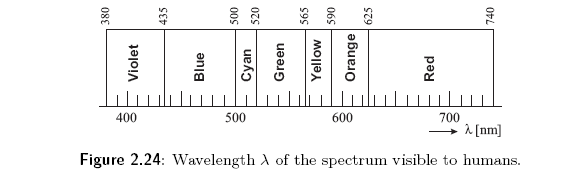 380 435 500 520 565 590 625 740
Violet Blue Cyan Green Yellow Orange Red
400 500 600 700
λ [nm]
Figure 2.24: Wavelength λ of the spectrum visible to humans.